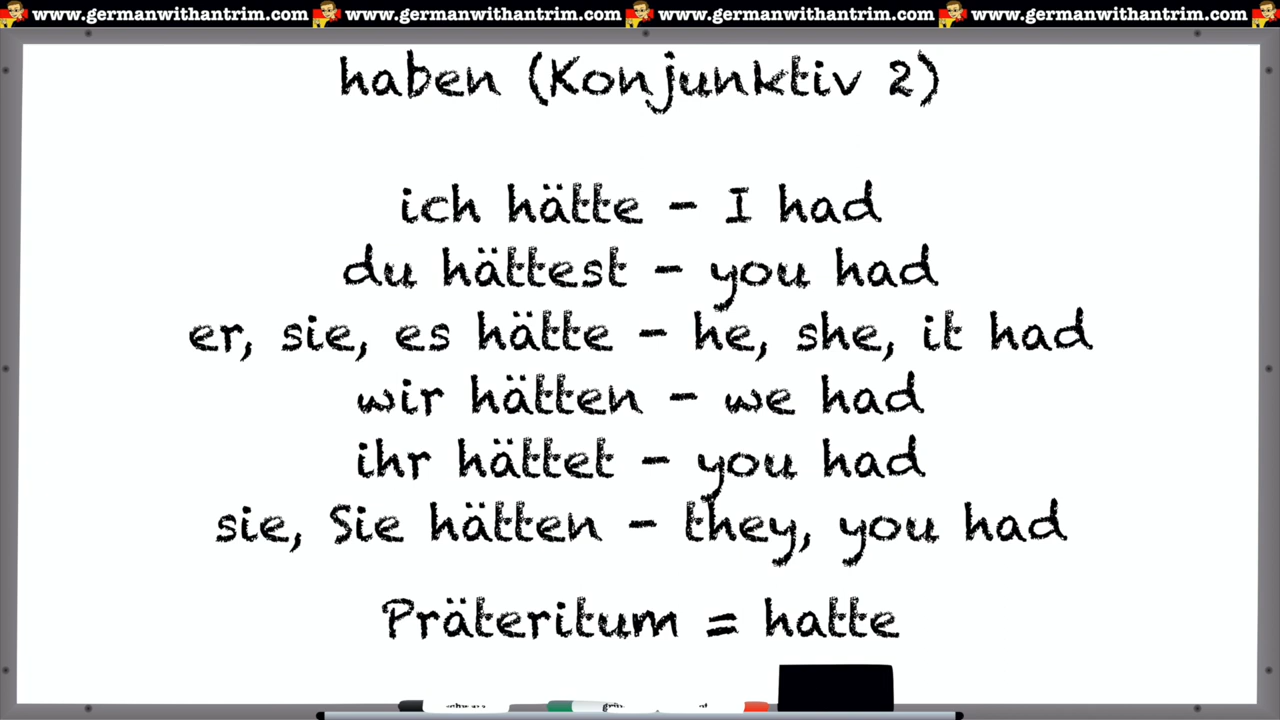 www.germanwithantrim.com www.germanwithantrim.com www.germanwithantrim.com www.germanwithantrim.com
haben (Konjunktiv 2)
ich hätte - I had
du hättest - you had
er, sie, es hätte - he, she, it had
wir hätten - we had
ihr hättet - you had
sie, Sie hätten - they, you had
Präteritum = hatte